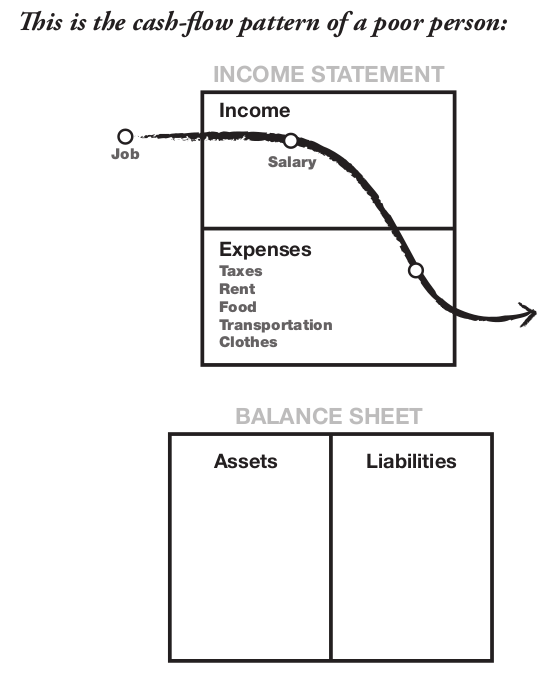 This is the cash-flow pattern of a poor person:
INCOME STATEMENT
Income
Job
Salary
Expenses
Taxes
Rent
Food
Transportation
Clothes
BALANCE SHEET
Assets
Liabilities